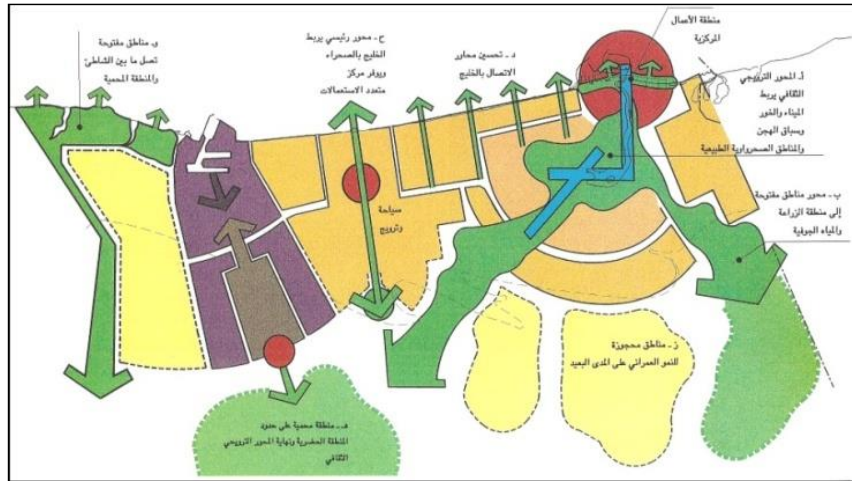 منطقة الأعمال
المركزية
أ۔ المحور الترويحي
الثقافي يربط
الميناء والخور
وسباق الهجن
والمناطق الصحراوية الطبيعية
ب۔ محور مناطق مفتوحة
إلى منطقة الزراعة
والمياه الجوفية
د۔ تحسين محاور
الاتصال بالخليج
ح۔ محور رئيسي يربط
الخليج بالصحراء
ويوفر مركز
متعدد الاستعمالات
و۔ مناطق مفتوحة
تصل ما بين الشاطئ
والمنطقة المحمية
سياحة
وترويح
ز۔ مناطق محجوزة
للنمو العمراني على المدى البعيد
هـ۔ منطقة محمية على حدود
المنطقة الحضرية ونهاية المحور الترويحي
الثقافي